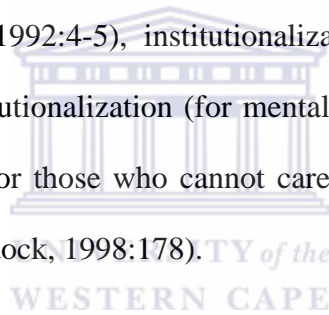 1992:4-5), institutionaliza
utionalization (for mental
or those who cannot care
lock, 1998:178).
UNIVERSITY of the
WESTERN CAPE